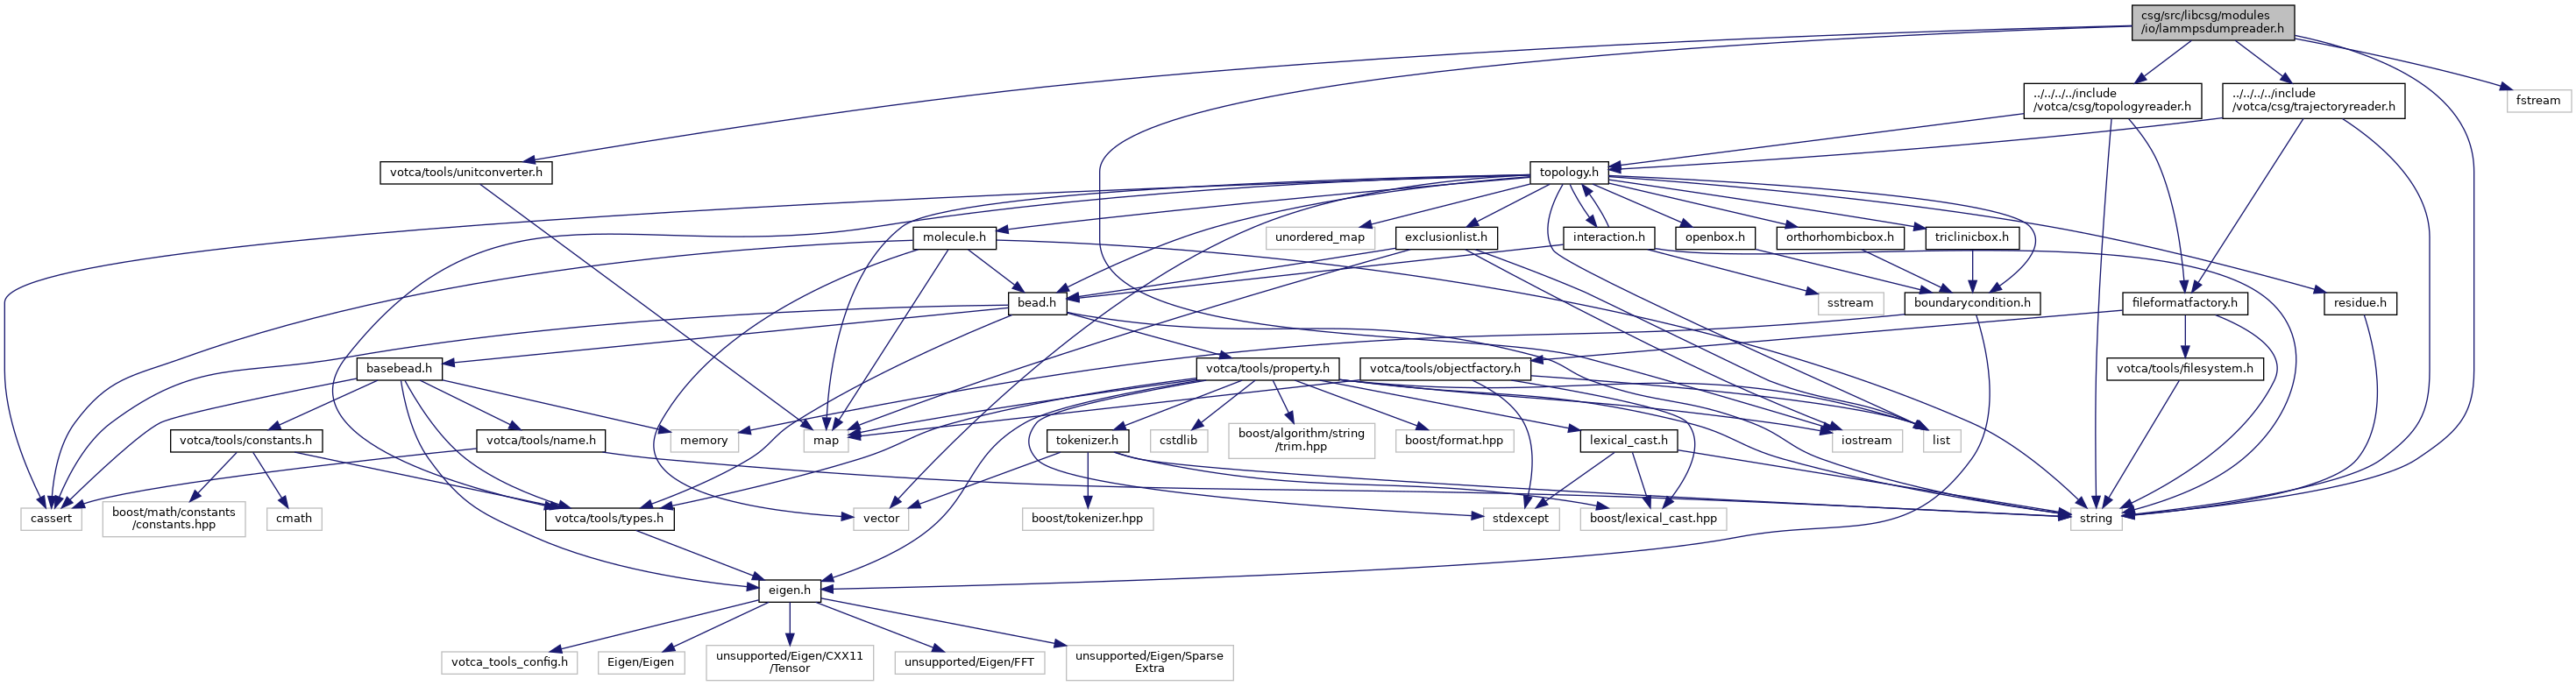 csg/src/libcsg/modules
/io/lammpsdumpreader.h
../../../../include
/votca/csg/topologyreader.h
../../../../include
/votca/csg/trajectoryreader.h
fstream
votca/tools/unitconverter.h
topology.h
molecule.h
unordered_map
exclusionlist.h
interaction.h
openbox.h
orthorhombicbox.h
triclinicbox.h
bead.h
sstream
boundarycondition.h
fileformatfactory.h
residue.h
basebead.h
votca/tools/property.h
votca/tools/objectfactory.h
votca/tools/filesystem.h
votca/tools/constants.h
votca/tools/name.h
memory
map
tokenizer.h
cstdlib
boost/algorithm/string
/trim.hpp
boost/format.hpp
lexical_cast.h
iostream
list
cassert
boost/math/constants
/constants.hpp
cmath
votca/tools/types.h
vector
boost/tokenizer.hpp
stdexcept
boost/lexical_cast.hpp
string
eigen.h
votca_tools_config.h
Eigen/Eigen
unsupported/Eigen/CXX11
/Tensor
unsupported/Eigen/FFT
unsupported/Eigen/Sparse
Extra